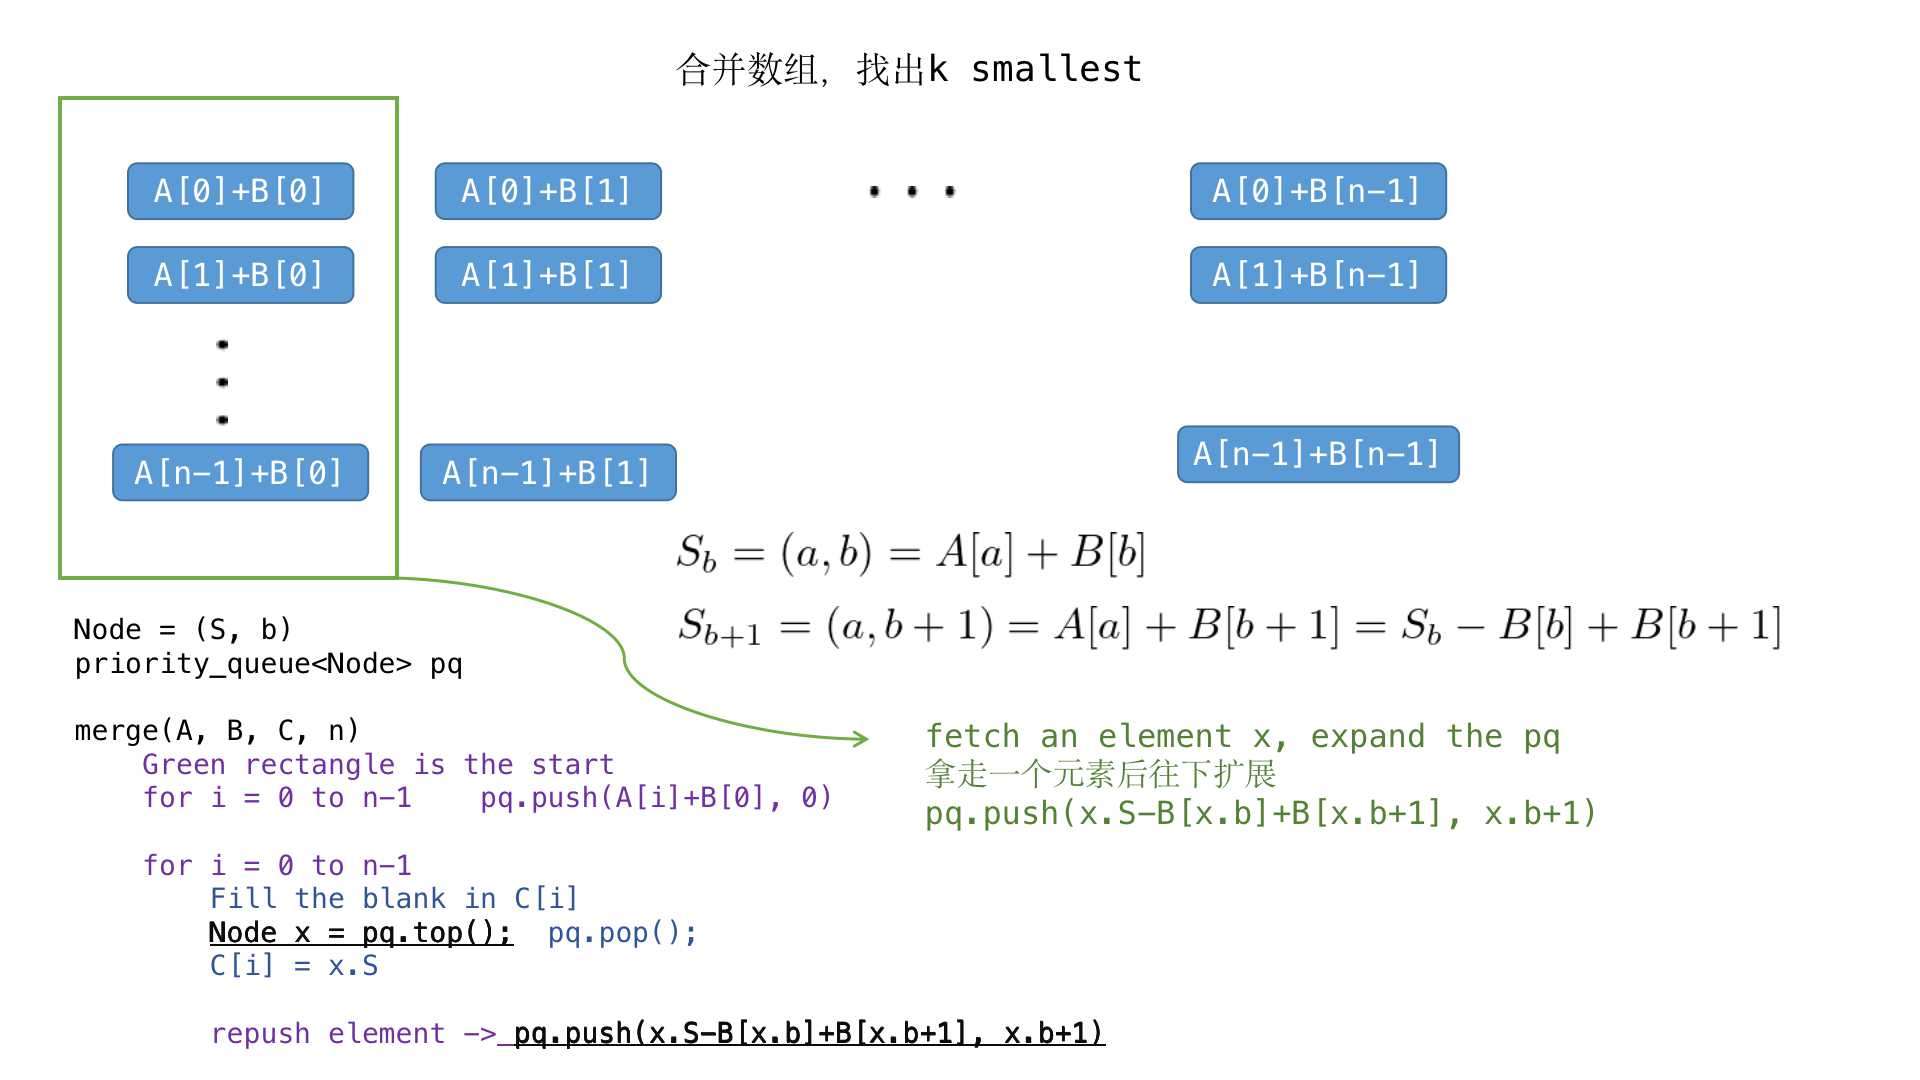 合并数组，找出k smallest
A[0]+B[0] A[0]+B[1] ... A[0]+B[n-1]
A[1]+B[0] A[1]+B[1] A[1]+B[n-1]
A[n-1]+B[0] A[n-1]+B[1] A[n-1]+B[n-1]
S_b = (a, b) = A[a] + B[b]
S_{b+1} = (a, b + 1) = A[a] + B[b + 1] = S_b − B[b] + B[b + 1]
Node = (S, b)
priority_queue<Node> pq
merge(A, B, C, n)
Green rectangle is the start
for i = 0 to n-1 pq.push(A[i]+B[0], 0)
for i = 0 to n-1
Fill the blank in C[i]
Node x = pq.top(); pq.pop();
C[i] = x.S
repush element -> pq.push(x.S-B[x.b]+B[x.b+1], x.b+1)
fetch an element x, expand the pq
拿走一个元素后往下扩展
pq.push(x.S-B[x.b]+B[x.b+1], x.b+1)